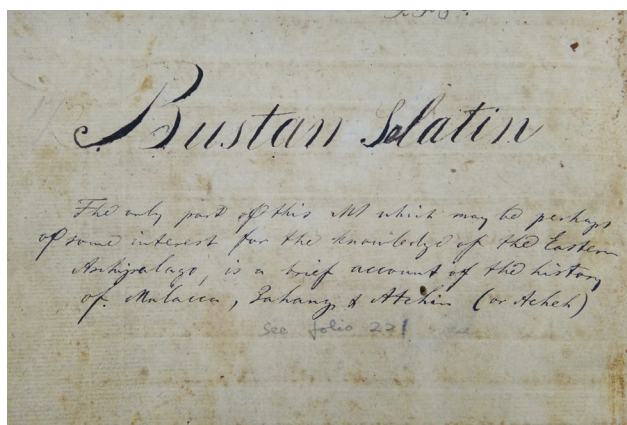 Bustan Selatin
The only part of this MS which may be perhaps
of some interest for the knowledge of the Eastern
Archipelago, is a brief account of the history
of Malacca, Pahang & Atchin (or Acheh)
See folio 221